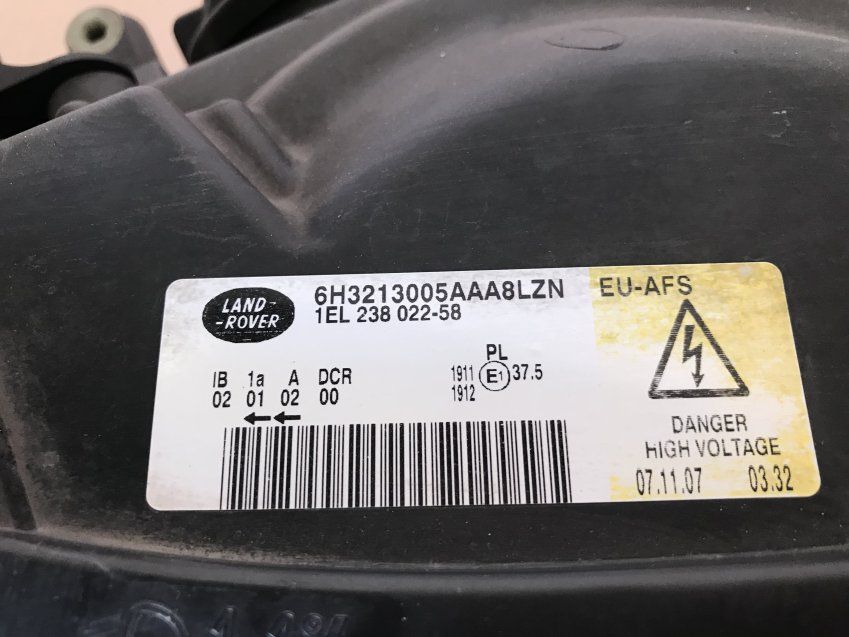 LAND-
-ROVER
6H3213005AAA8LZN
1EL 238 022-58
EU-AFS
IB 1a A DCR
02 01 02 00
PL
1911 E1 37.5
1912
DANGER
HIGH VOLTAGE
07.11.07 03.32